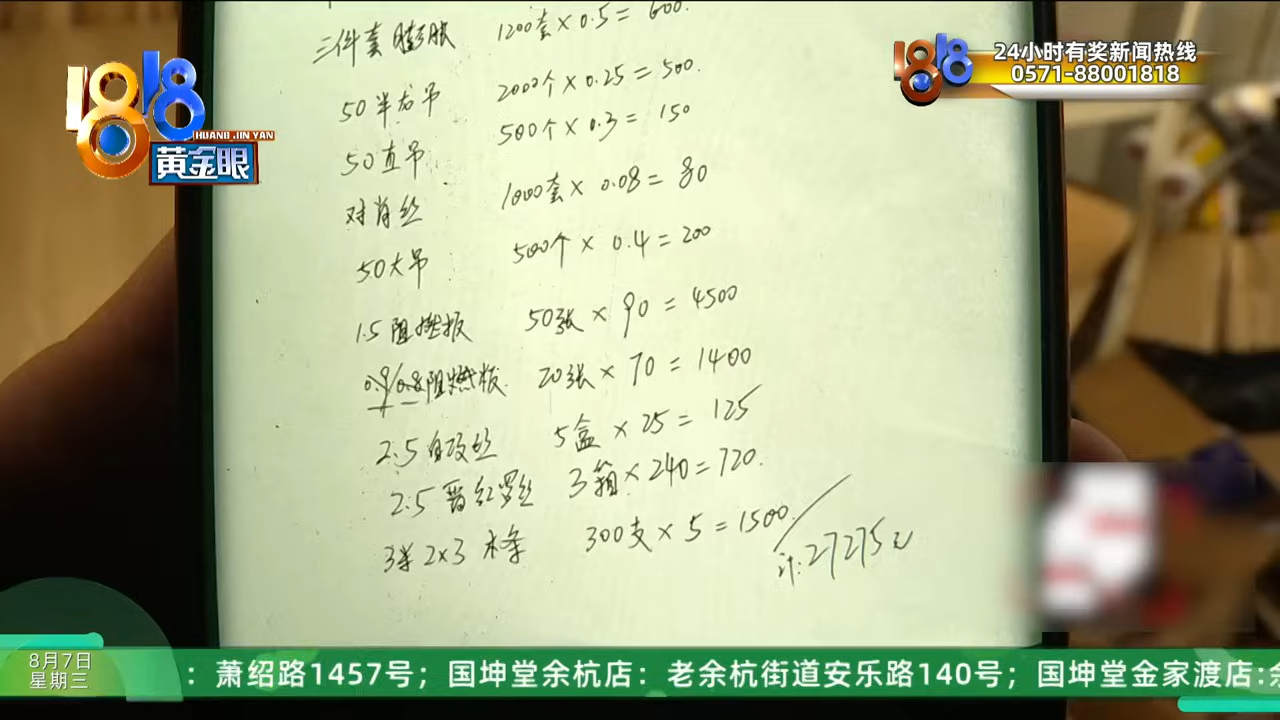 三件套膨胀 1200套×0.5=600.
50半龙吊 2000个×0.25=500.
50直吊 500个×0.3=150
对肖丝 1000套×0.08=80
50大吊 500个×0.4=200
1.5阻燃板 50张×90=4500
0.9/0.8阻燃板. 20张×70=1400
2.5自攻丝 5盒×25=125
2.5晋红罗丝 3箱×240=720.
3米2×3木条 300支×5=1500.
计:27275元
1818
HUANG JIN YAN
黄金眼
1818
24小时有奖新闻热线
0571-88001818
8月7日
星期三
：萧绍路1457号；国坤堂余杭店：老余杭街道安乐路140号；国坤堂金家渡店:余